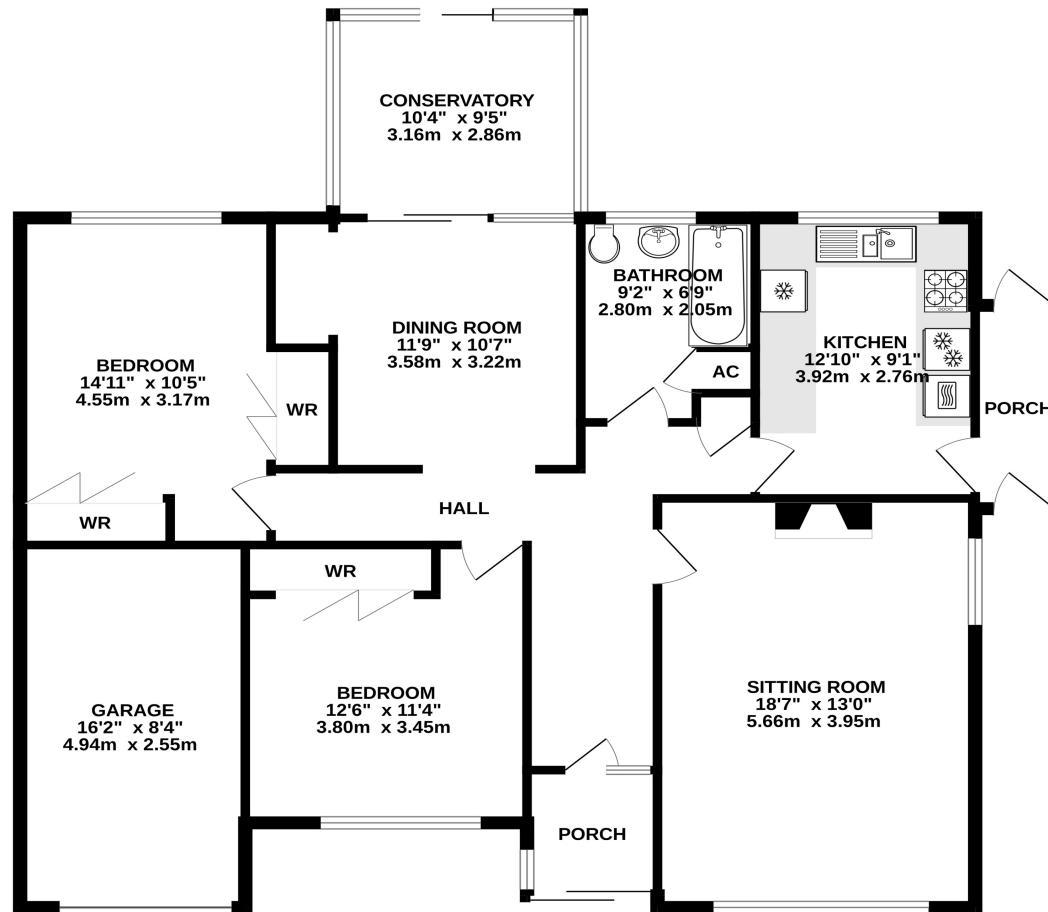 CONSERVATORY
10'4" x 9'5"
3.16m x 2.86m
BATHROOM
9'2" x 6'9"
2.80m x 2.05m
DINING ROOM
11'9" x 10'7"
3.58m x 3.22m
KITCHEN
12'10" x 9'1"
3.92m x 2.76m
BEDROOM
14'11" x 10'5"
4.55m x 3.17m
AC
WR
PORCH
WR
HALL
WR
SITTING ROOM
18'7" x 13'0"
5.66m x 3.95m
BEDROOM
12'6" x 11'4"
3.80m x 3.45m
GARAGE
16'2" x 8'4"
4.94m x 2.55m
PORCH